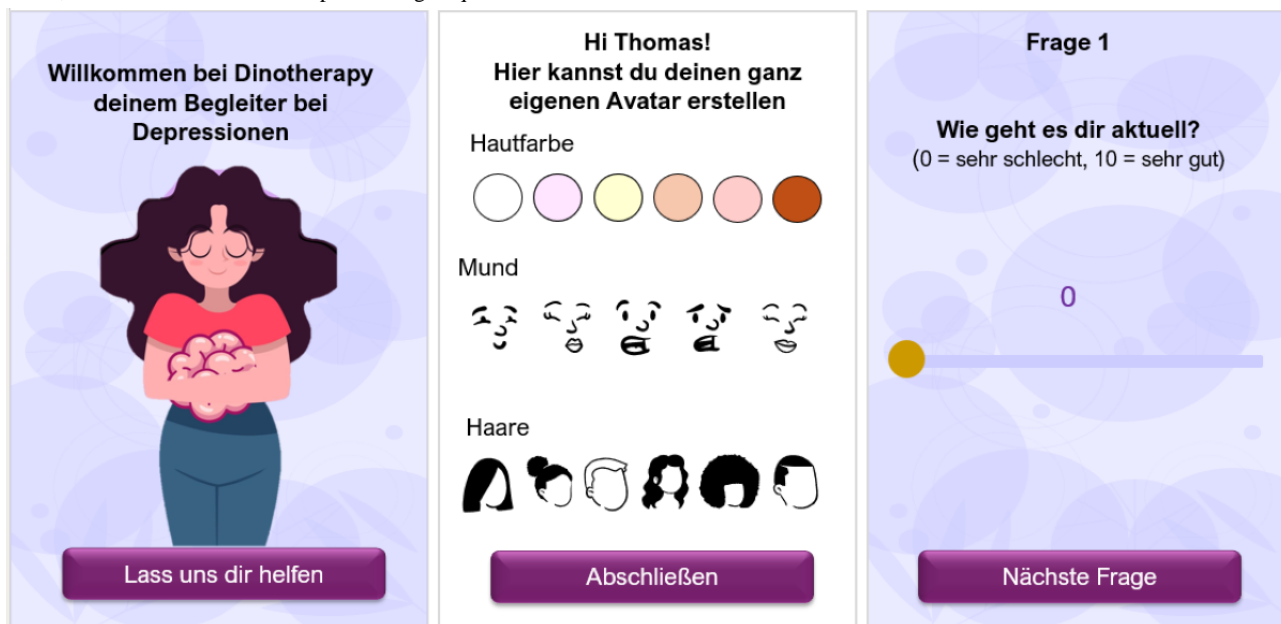 Willkommen bei Dinotherapy
deinem Begleiter bei
Depressionen
Lass uns dir helfen
Hi Thomas!
Hier kannst du deinen ganz
eigenen Avatar erstellen
Hautfarbe
Mund
Haare
Abschließen
Frage 1
Wie geht es dir aktuell?
(0 = sehr schlecht, 10 = sehr gut)
0
Nächste Frage